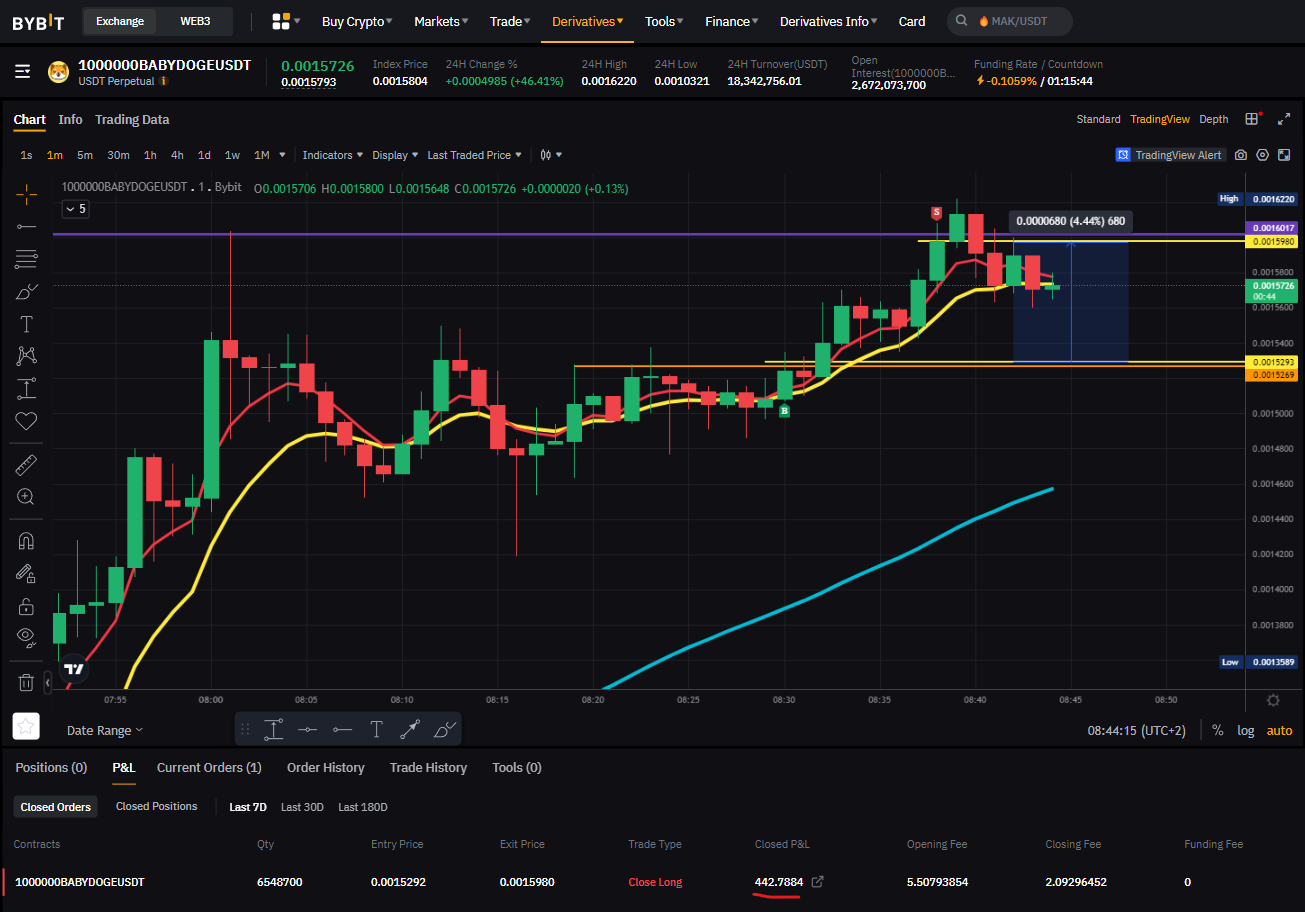 BYBIT Exchange WEB3 Buy Crypto Markets Trade Derivatives Tools Finance Derivatives Info Card MAK/USDT
1000000BABYDOGEUSDT
USDT Perpetual
0.0015726
0.0015793
Index Price
0.0015804
24H Change %
+0.0004985 (+46.41%)
24H High
0.0016220
24H Low
0.0010321
24H Turnover(USDT)
18,342,756.01
Open
Interest(1000000B...
2,672,073,700
Funding Rate / Countdown
-0.1059% / 01:15:44
Chart Info Trading Data
Standard TradingView Depth
1s 1m 5m 30m 1h 4h 1d 1w 1M Indicators Display Last Traded Price
TradingView Alert
1000000BABYDOGEUSDT . 1 . Bybit O0.0015706 H0.0015800 L0.0015648 C0.0015726 +0.0000020 (+0.13%)
5
S
B
0.0000680 (4.44%) 680
High 0.0016220
0.0016017
0.0015980
0.0015800
0.0015726
00:44
0.0015600
0.0015400
0.0015293
0.0015269
0.0015000
0.0014800
0.0014600
0.0014400
0.0014200
0.0014000
0.0013800
Low 0.0013589
07:55 08:00 08:05 08:10 08:15 08:20 08:25 08:30 08:35 08:40 08:45 08:50
Date Range
08:44:15 (UTC+2) % log auto
Positions (0) P&L Current Orders (1) Order History Trade History Tools (0)
Closed Orders Closed Positions Last 7D Last 30D Last 180D
Contracts Qty Entry Price Exit Price Trade Type Closed P&L Opening Fee Closing Fee Funding Fee
1000000BABYDOGEUSDT 6548700 0.0015292 0.0015980 Close Long 442.7884 5.50793854 2.09296452 0